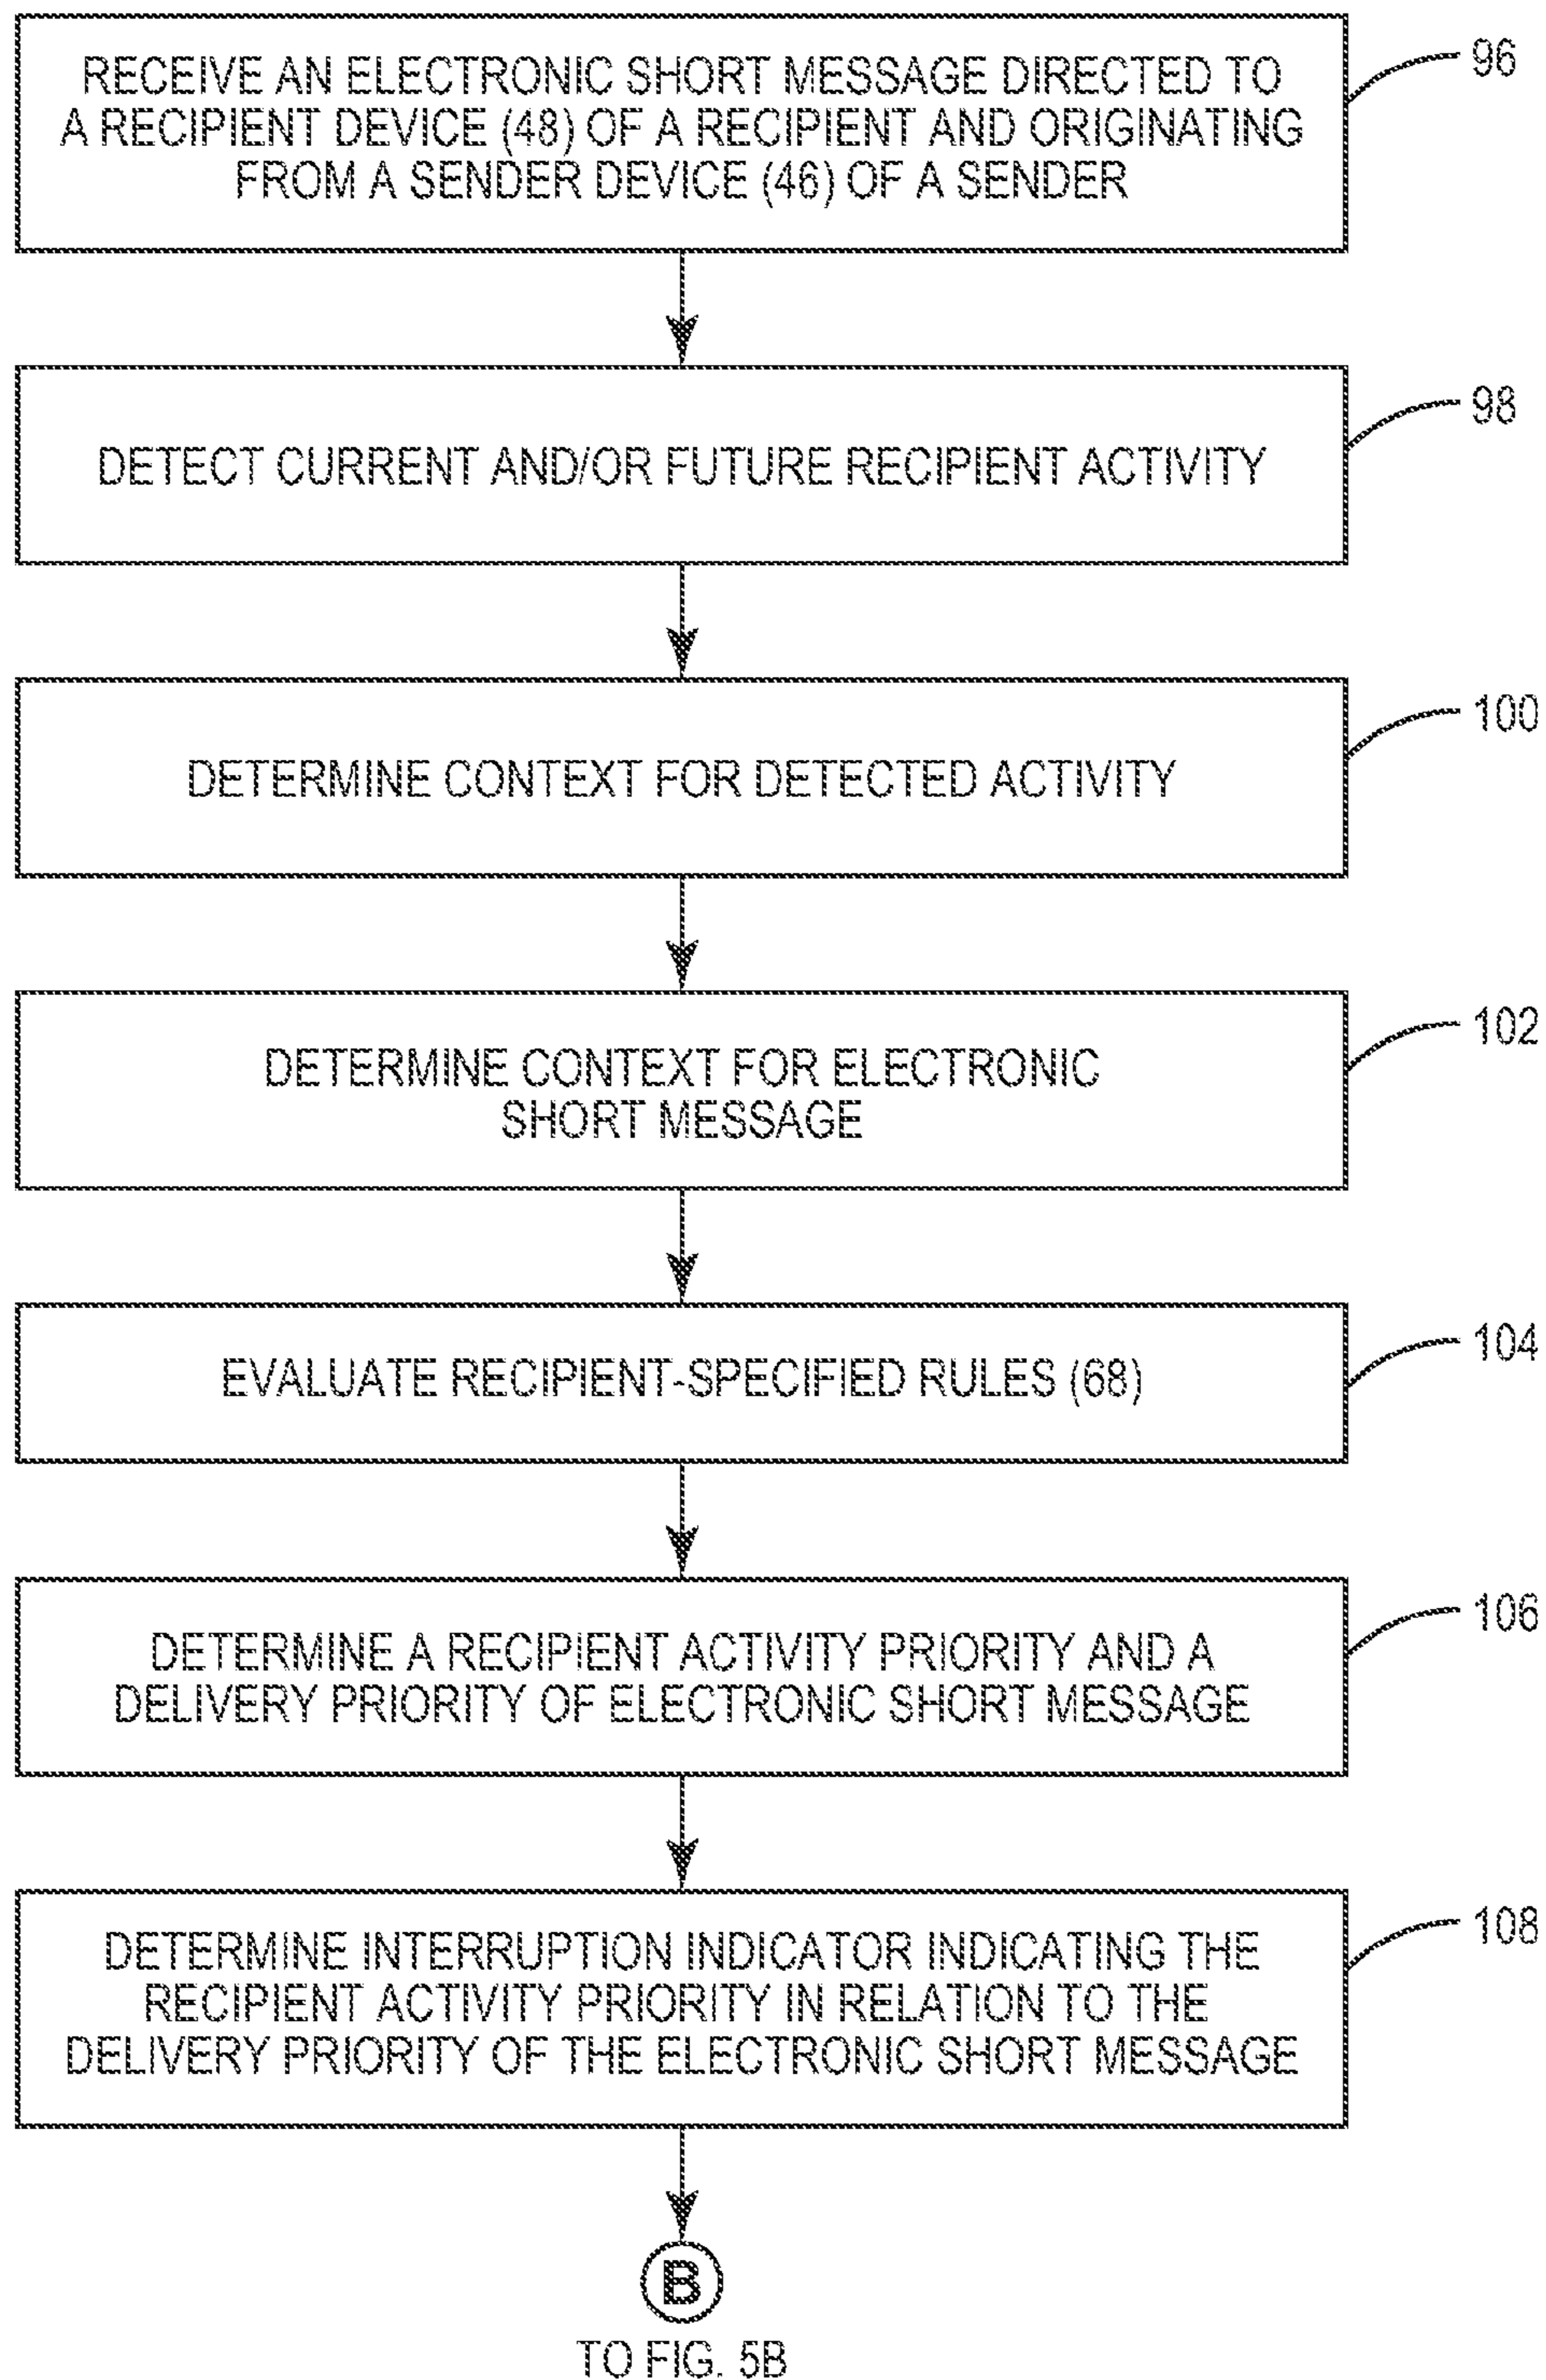 RECEIVE AN ELECTRONIC SHORT MESSAGE DIRECTED TO
A RECIPIENT DEVICE (48) OF A RECIPIENT AND ORIGINATING
FROM A SENDER DEVICE (46) OF A SENDER
96
DETECT CURRENT AND/OR FUTURE RECIPIENT ACTIVITY
98
DETERMINE CONTEXT FOR DETECTED ACTIVITY
100
DETERMINE CONTEXT FOR ELECTRONIC
SHORT MESSAGE
102
EVALUATE RECIPIENT-SPECIFIED RULES (68)
104
DETERMINE A RECIPIENT ACTIVITY PRIORITY AND A
DELIVERY PRIORITY OF ELECTRONIC SHORT MESSAGE
106
DETERMINE INTERRUPTION INDICATOR INDICATING THE
RECIPIENT ACTIVITY PRIORITY IN RELATION TO THE
DELIVERY PRIORITY OF THE ELECTRONIC SHORT MESSAGE
108
B
TO FIG. 5B